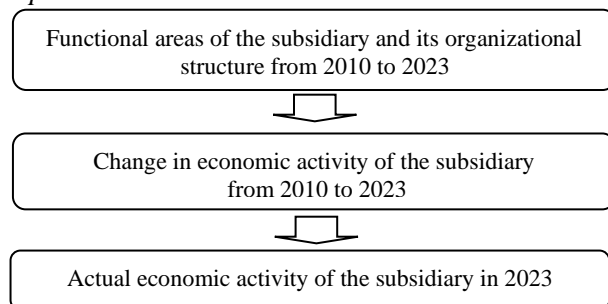 Functional areas of the subsidiary and its organizational
structure from 2010 to 2023
Change in economic activity of the subsidiary
from 2010 to 2023
Actual economic activity of the subsidiary in 2023